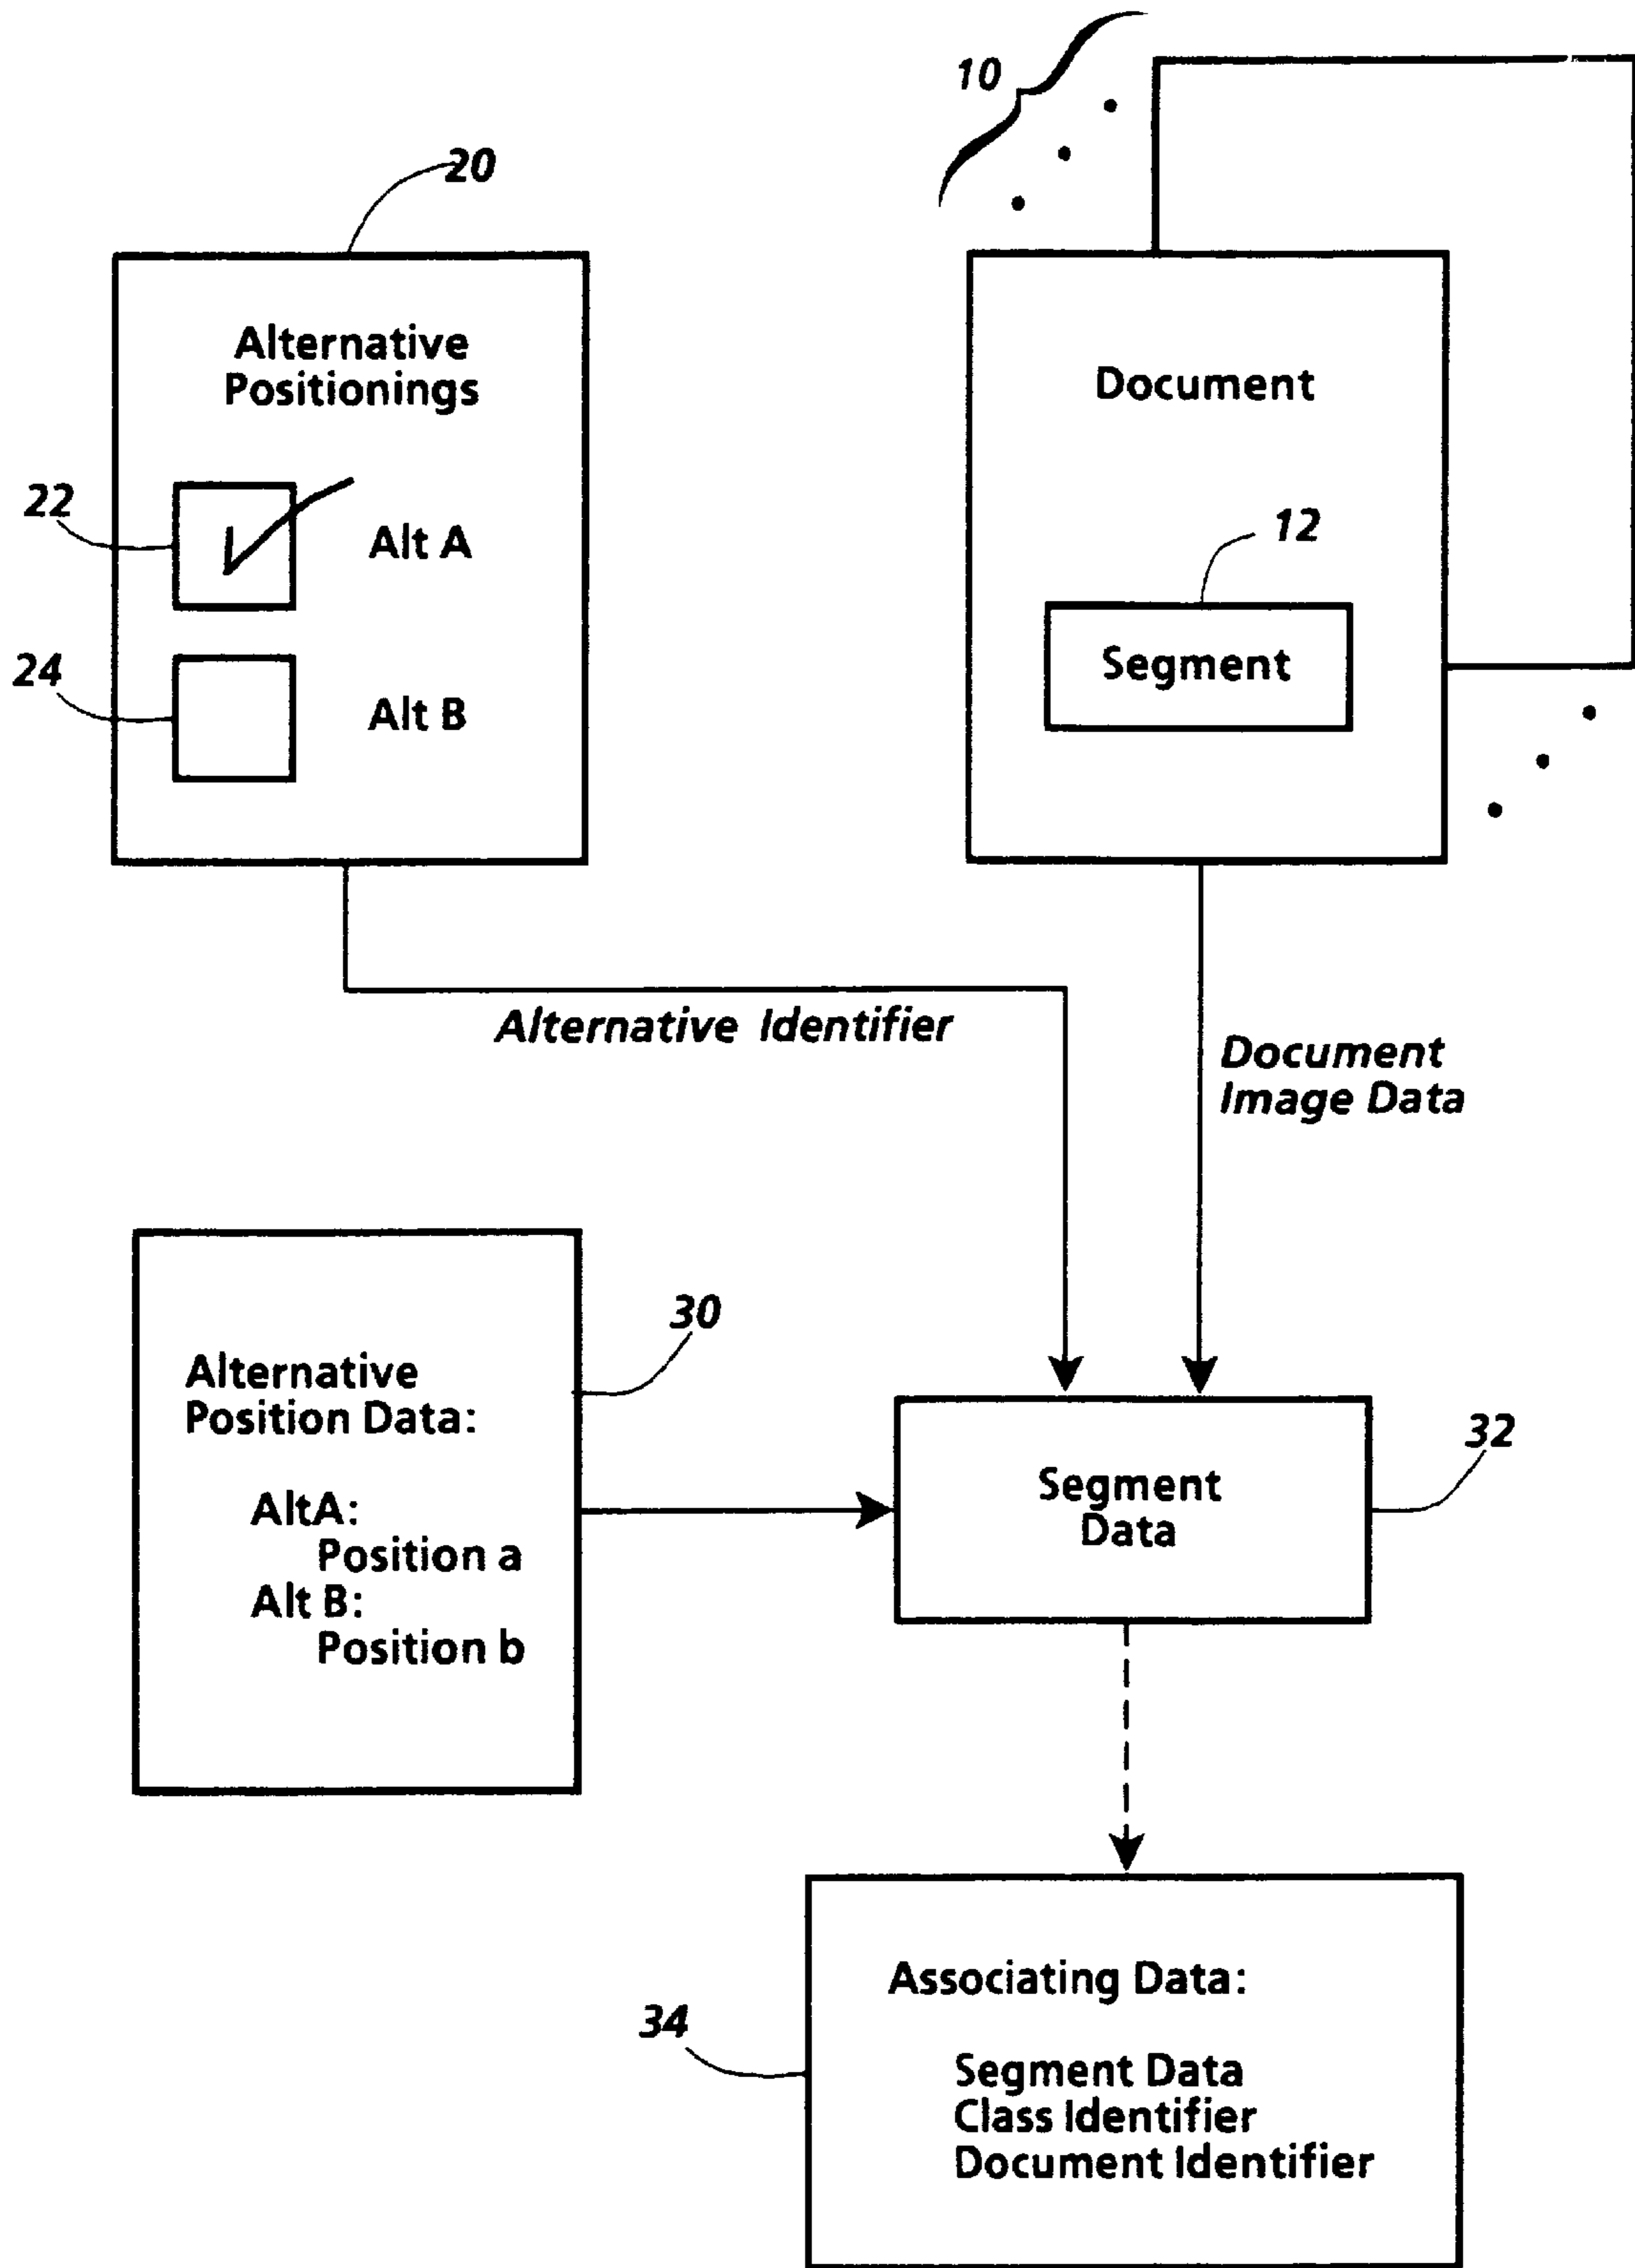 10
20
Alternative
Positionings
22
Alt A
24
Alt B
Document
12
Segment
Alternative Identifier
Document
Image Data
30
Alternative
Position Data:
AltA:
Position a
Alt B:
Position b
Segment
Data
32
Associating Data:
34
Segment Data
Class Identifier
Document Identifier